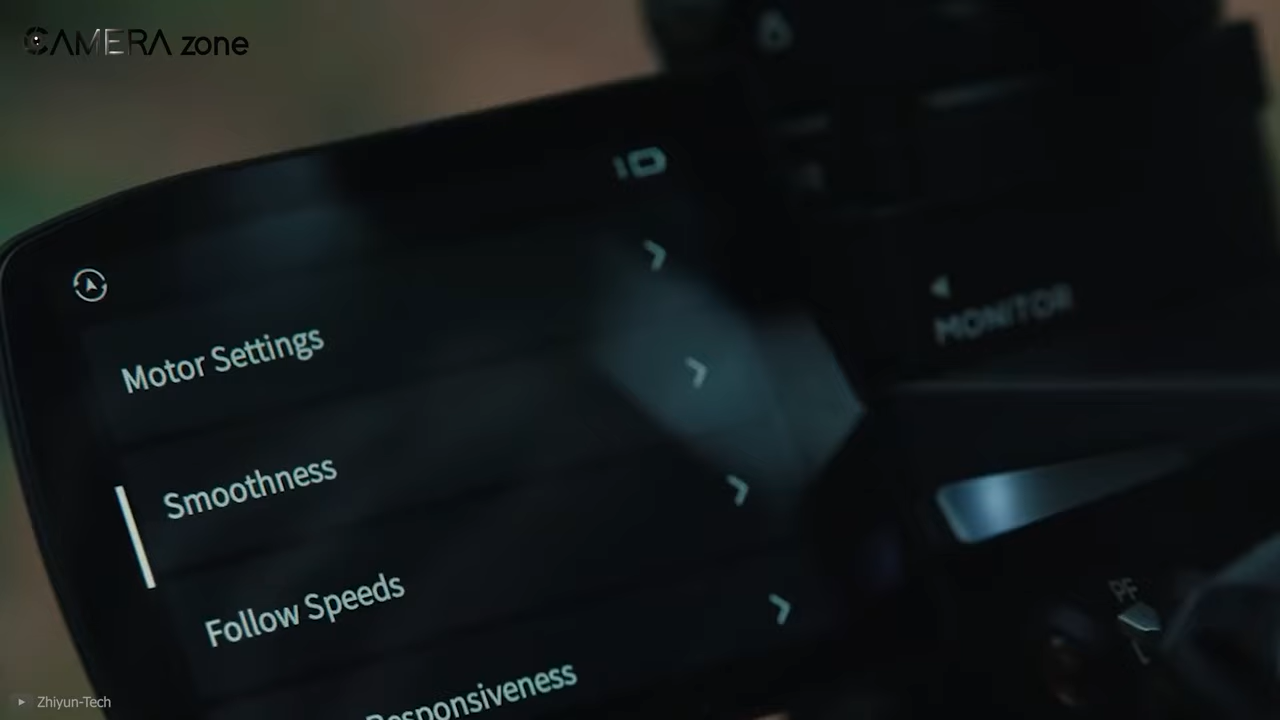 CAMERA zone
Motor Settings
MONITOR
Smoothness
Follow Speeds
PF
L
Responsiveness
Zhiyun-Tech